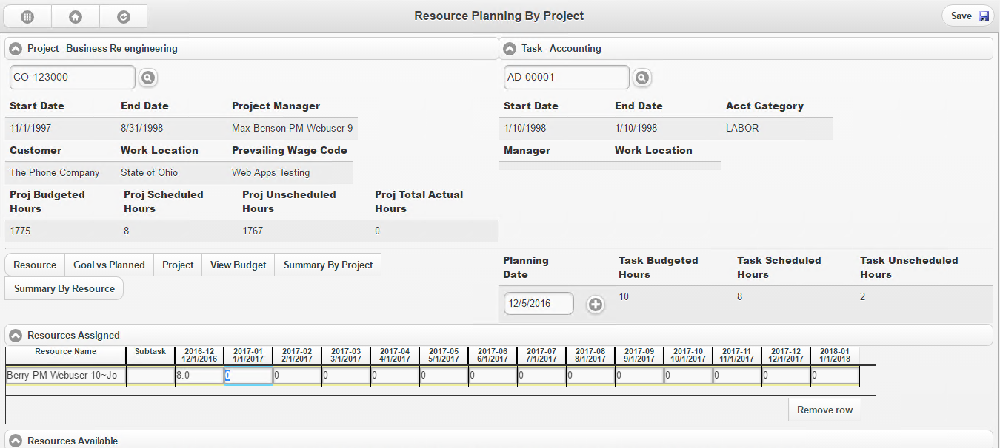 Resource Planning By Project
Save
Project - Business Re-engineering
CO-123000
Start Date End Date Project Manager
11/1/1997 8/31/1998 Max Benson-PM Webuser 9
Customer Work Location Prevailing Wage Code
The Phone Company State of Ohio Web Apps Testing
Proj Budgeted Hours Proj Scheduled Hours Proj Unscheduled Hours Proj Total Actual Hours
1775 8 1767 0
Task - Accounting
AD-00001
Start Date End Date Acct Category
1/10/1998 1/10/1998 LABOR
Manager Work Location
Resource Goal vs Planned Project View Budget Summary By Project
Summary By Resource
Planning Date Task Budgeted Hours Task Scheduled Hours Task Unscheduled Hours
12/5/2016 10 8 2
Resources Assigned
Resource Name Subtask 2016-12 2017-01 2017-02 2017-03 2017-04 2017-05 2017-06 2017-07 2017-08 2017-09 2017-10 2017-11 2017-12 2018-01
12/1/2016 1/1/2017 2/1/2017 3/1/2017 4/1/2017 5/1/2017 6/1/2017 7/1/2017 8/1/2017 9/1/2017 10/1/2017 11/1/2017 12/1/2017 1/1/2018
Berry-PM Webuser 10~Jo 8.0 0 0 0 0 0 0 0 0 0 0 0 0 0
Remove row
Resources Available